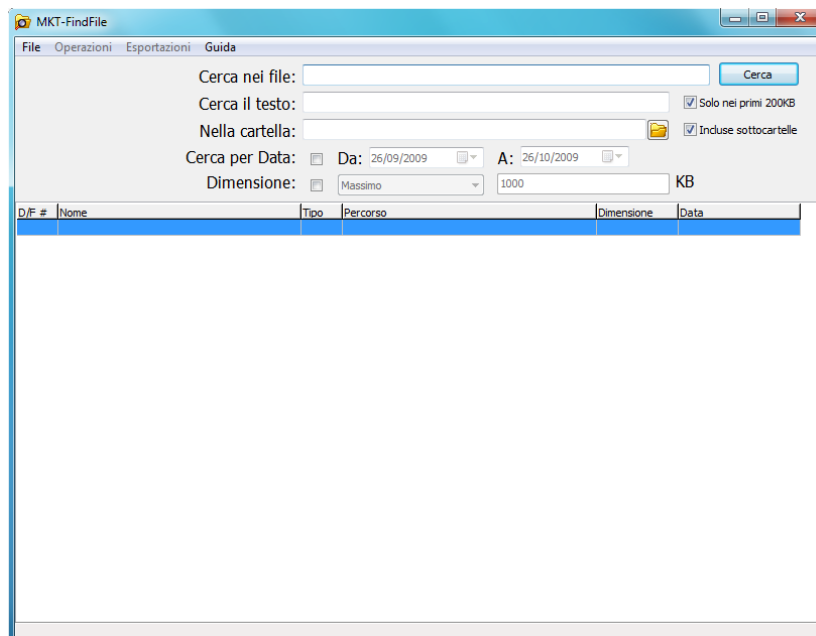 MKT-FindFile
File Operazioni Esportazioni Guida
Cerca nei file: Cerca
Cerca il testo: Solo nei primi 200KB
Nella cartella: Incluse sottocartelle
Cerca per Data: Da: 26/09/2009 A: 26/10/2009
Dimensione: Massimo 1000 KB
D/F # Nome Tipo Percorso Dimensione Data